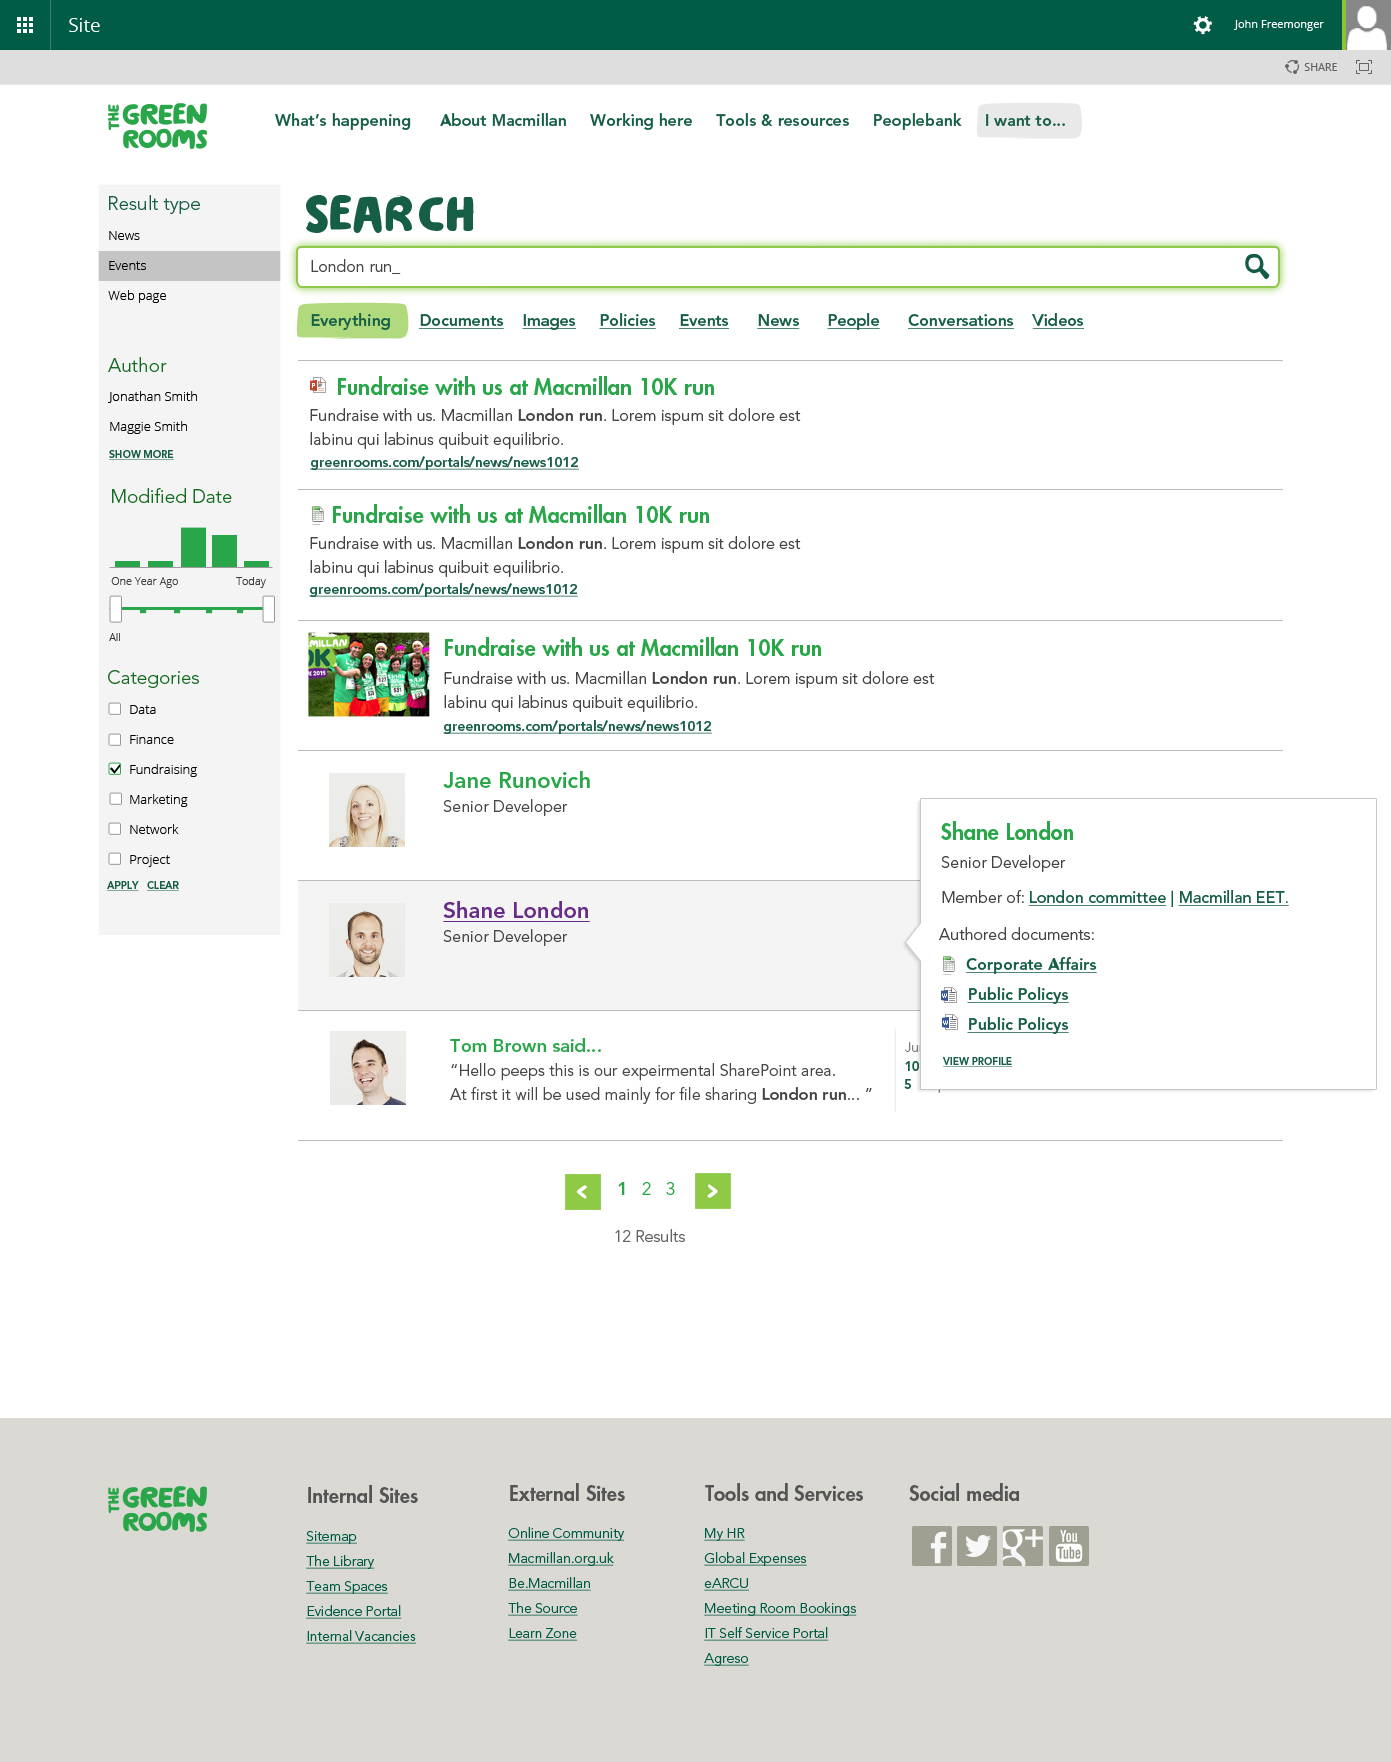 Site
John Freemonger
SHARE
THE GREEN ROOMS
What's happening
About Macmillan
Working here
Tools & resources
Peoplebank
I want to...
Result type
News
Events
Web page
Author
Jonathan Smith
Maggie Smith
SHOW MORE
Modified Date
One Year Ago
Today
All
Categories
Data
Finance
Fundraising
Marketing
Network
Project
APPLY CLEAR
SEARCH
London run_
Everything
Documents
Images
Policies
Events
News
People
Conversations
Videos
Fundraise with us at Macmillan 10K run
Fundraise with us. Macmillan London run. Lorem ispum sit dolore est
labinu qui labinus quibuit equilibrio.
greenrooms.com/portals/news/news1012
Fundraise with us at Macmillan 10K run
Fundraise with us. Macmillan London run. Lorem ispum sit dolore est
labinu qui labinus quibuit equilibrio.
greenrooms.com/portals/news/news1012
Fundraise with us at Macmillan 10K run
Fundraise with us. Macmillan London run. Lorem ispum sit dolore est
labinu qui labinus quibuit equilibrio.
greenrooms.com/portals/news/news1012
Jane Runovich
Senior Developer
Shane London
Senior Developer
Tom Brown said...
“Hello peeps this is our expeirmental SharePoint area.
At first it will be used mainly for file sharing London run... ”
10
5
Shane London
Senior Developer
Member of: London committee | Macmillan EET.
Authored documents:
Corporate Affairs
Public Policys
Public Policys
VIEW PROFILE
1 2 3
12 Results
THE GREEN ROOMS
Internal Sites
Sitemap
The Library
Team Spaces
Evidence Portal
Internal Vacancies
External Sites
Online Community
Macmillan.org.uk
Be.Macmillan
The Source
Learn Zone
Tools and Services
My HR
Global Expenses
eARCU
Meeting Room Bookings
IT Self Service Portal
Agreso
Social media
You Tube